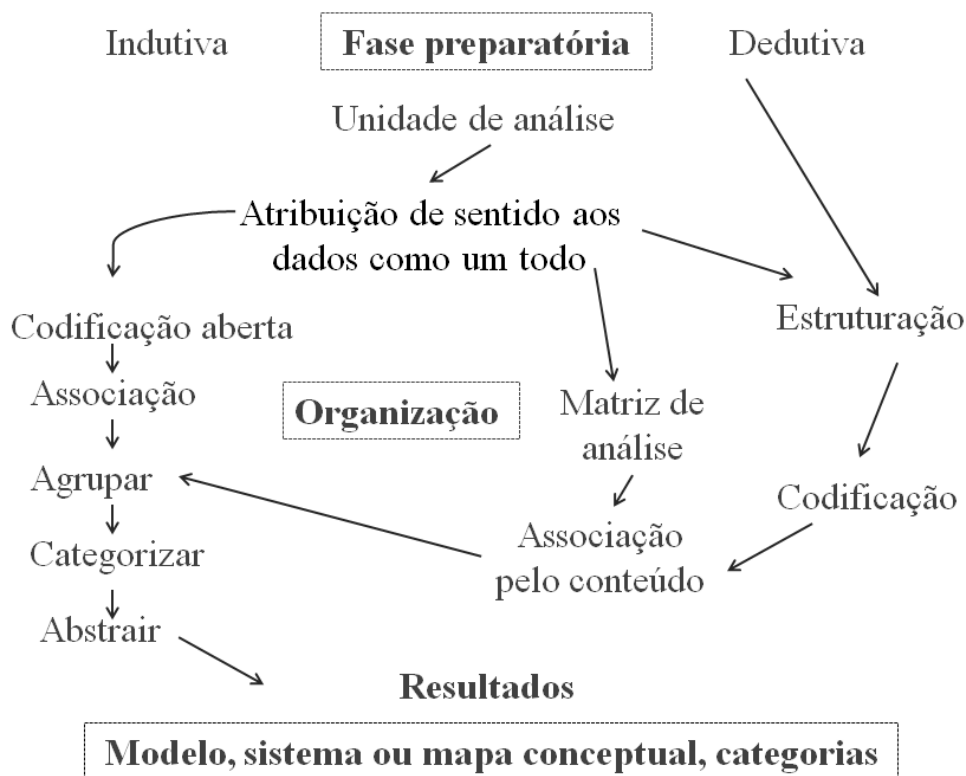 Indutiva
Fase preparatória
Dedutiva
Unidade de análise
Atribuição de sentido aos
dados como um todo
Codificação aberta
Associação
Agrupar
Categorizar
Abstrair
Organização
Matriz de
análise
Associação
pelo conteúdo
Estruturação
Codificação
Resultados
Modelo, sistema ou mapa conceptual, categorias